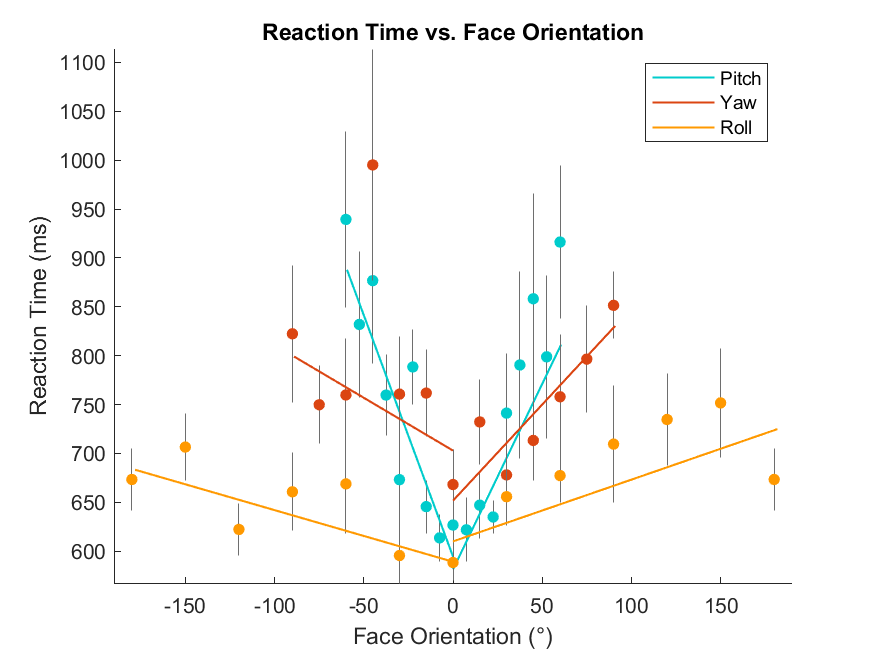 Reaction Time vs. Face Orientation
Pitch
Yaw
Roll
1100
1050
1000
950
900
850
800
750
700
650
600
Reaction Time (ms)
-150 -100 -50 0 50 100 150
Face Orientation (°)